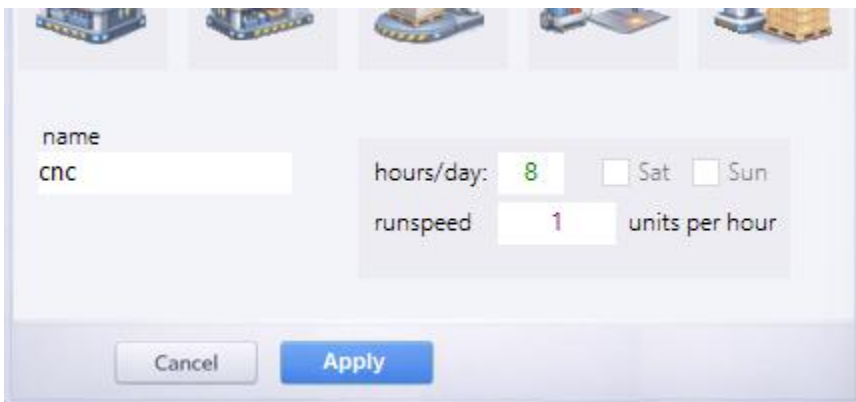 name
cnc
hours/day: 8 Sat Sun
runspeed 1 units per hour
Cancel Apply